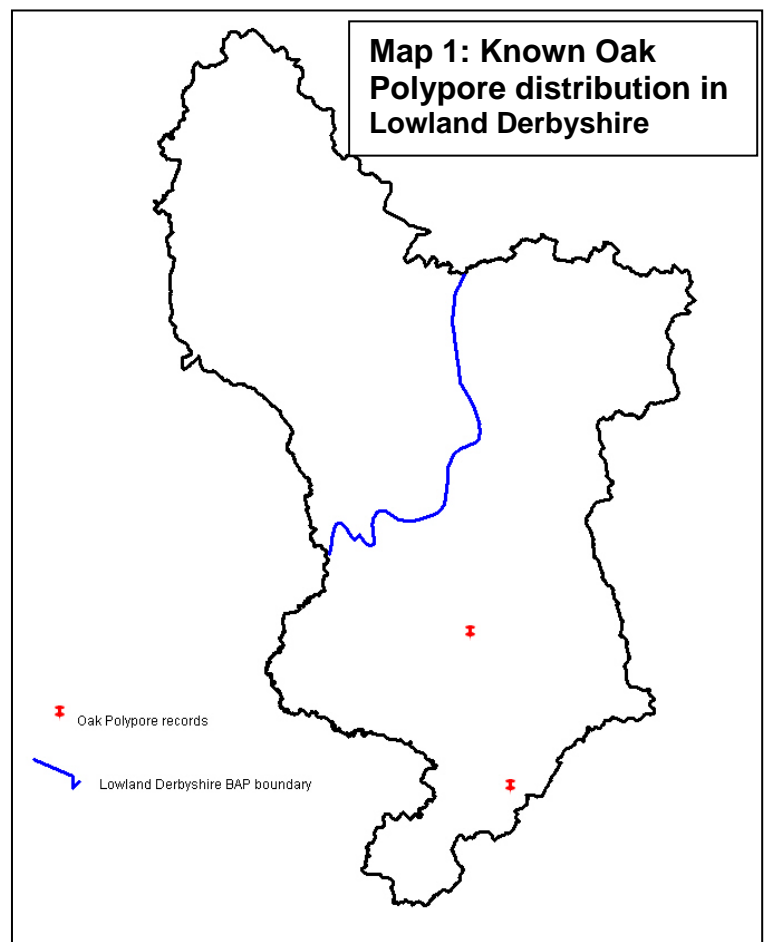 Map 1: Known Oak
Polypore distribution in
Lowland Derbyshire
Oak Polypore records
Lowland Derbyshire BAP boundary